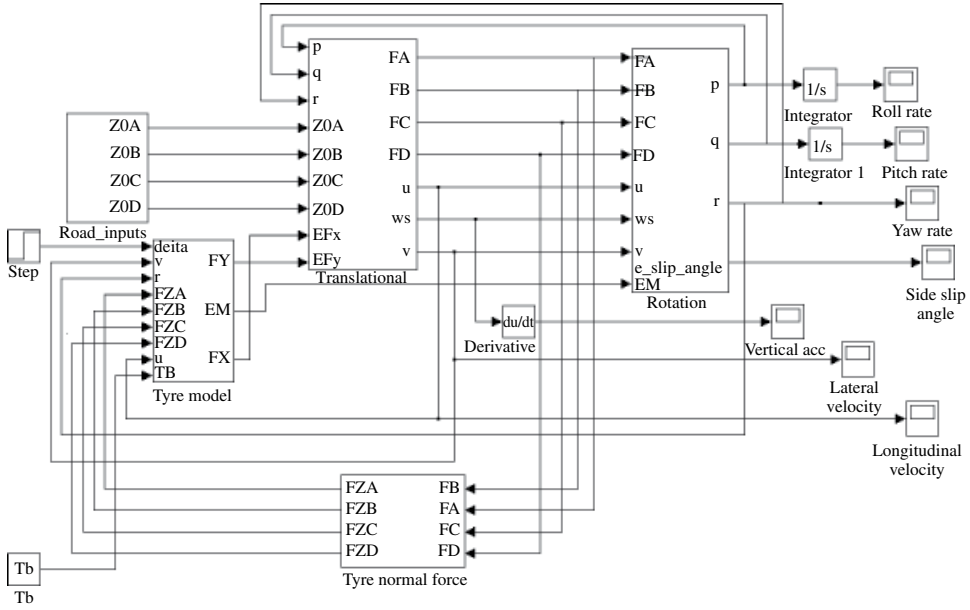 p
q
r
Z0A
Z0B
Z0C
Z0D
EFx
EFy
FA
FB
FC
FD
u
ws
v
Translational
Z0A
Z0B
Z0C
Z0D
Road_inputs
Step
deita
v
r
FZA
FZB
FZC
FZD
u
TB
FY
EM
FX
Tyre model
FA
FB
FC
FD
u
ws
v
e_slip_angle
EM
p
q
r
Rotation
1/s
Integrator
Roll rate
1/s
Integrator 1
Pitch rate
Yaw rate
Side slip
angle
du/dt
Derivative
Vertical acc
Lateral
velocity
Longitudinal
velocity
FZA
FZB
FZC
FZD
FB
FA
FC
FD
Tyre normal force
Tb
Tb